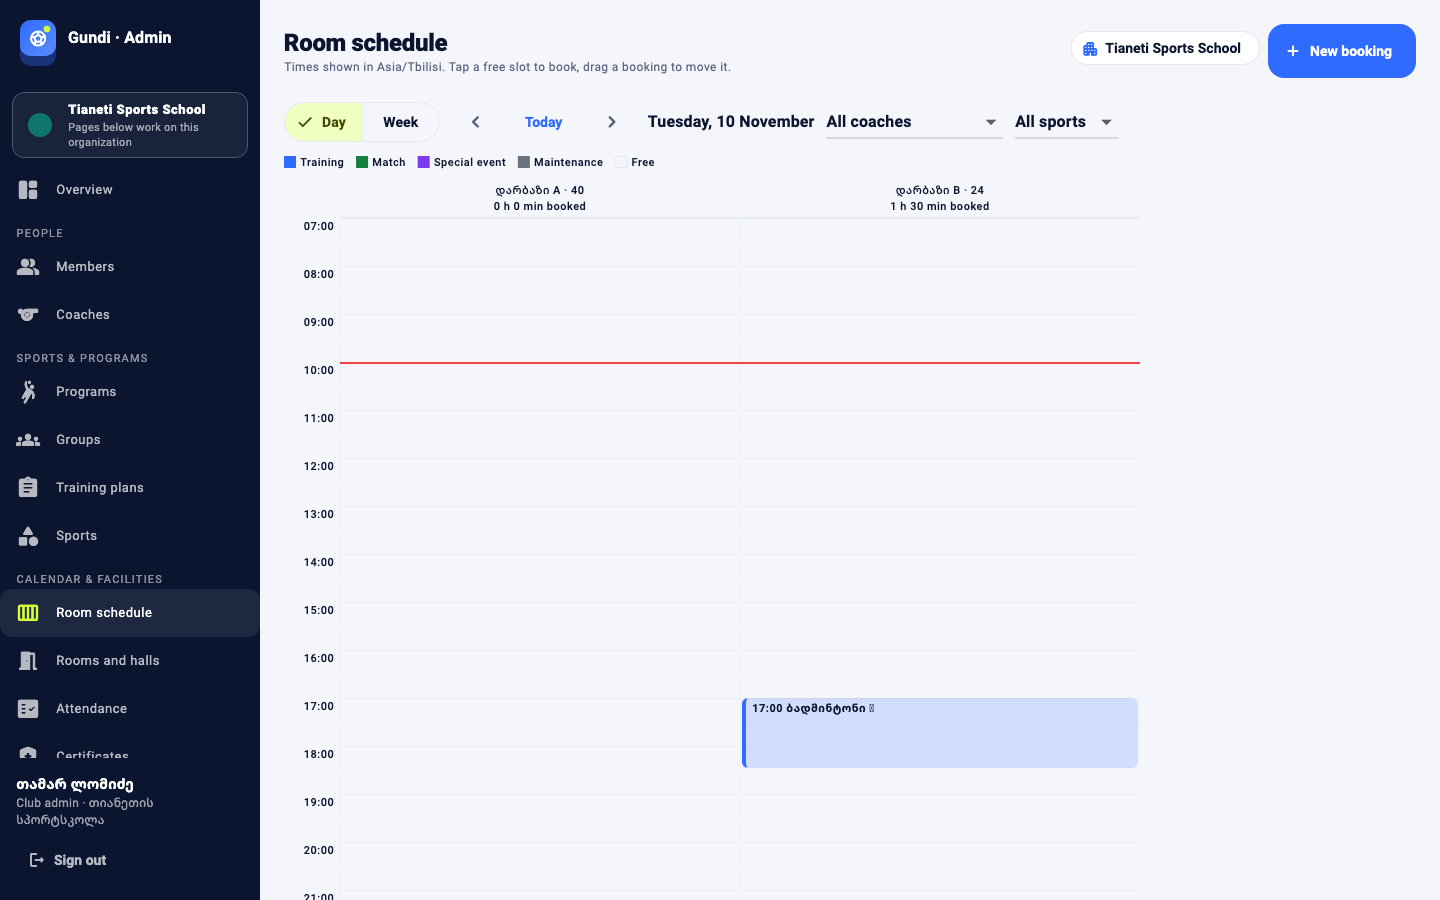 Gundi · Admin
Tianeti Sports School
Pages below work on this
organization
Overview
PEOPLE
Members
Coaches
SPORTS & PROGRAMS
Programs
Groups
Training plans
Sports
CALENDAR & FACILITIES
Room schedule
Rooms and halls
Attendance
Certificates
თამარ ლომიძე
Club admin · თიანეთის
სპორტსკოლა
Sign out
Room schedule
Times shown in Asia/Tbilisi. Tap a free slot to book, drag a booking to move it.
Tianeti Sports School
+ New booking
Day
Week
Today
Tuesday, 10 November
All coaches
All sports
Training
Match
Special event
Maintenance
Free
დარბაზი A · 40
0 h 0 min booked
დარბაზი B · 24
1 h 30 min booked
07:00
08:00
09:00
10:00
11:00
12:00
13:00
14:00
15:00
16:00
17:00
17:00 ბადმინტონი
18:00
19:00
20:00
21:00